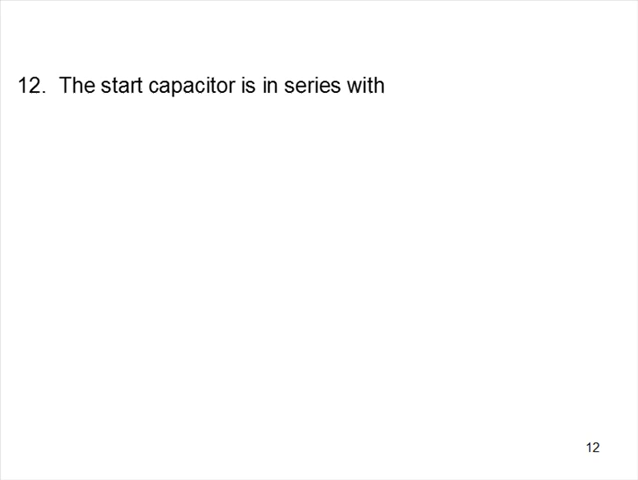 12. The start capacitor is in series with
12